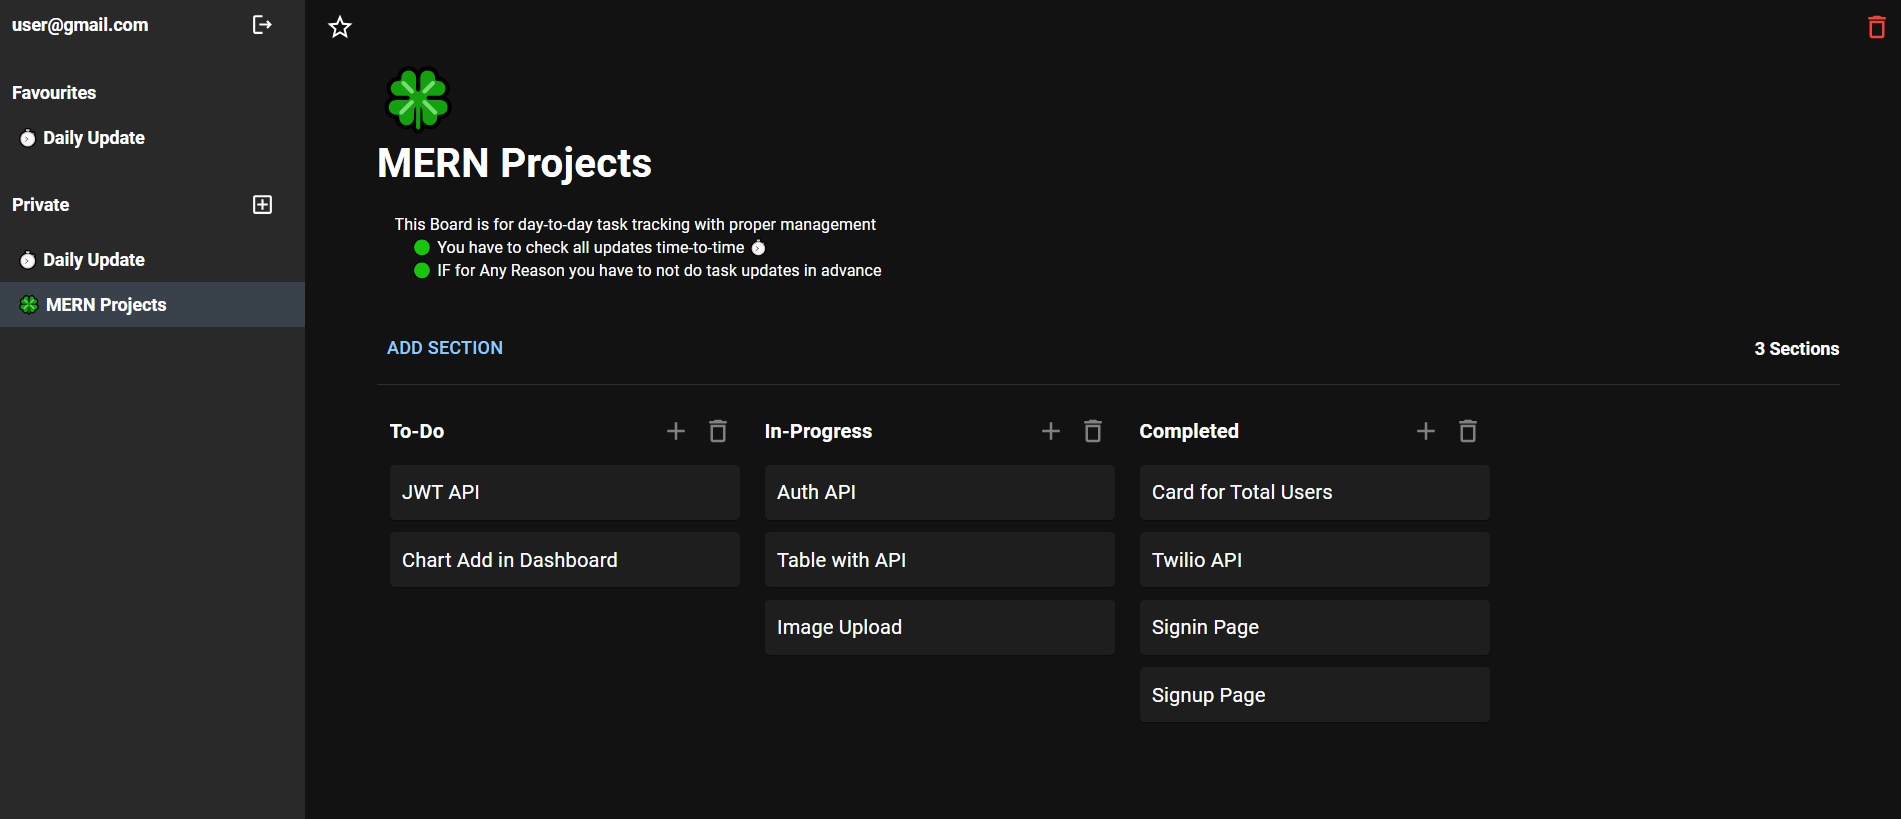 user@gmail.com
Favourites
Daily Update
Private
Daily Update
MERN Projects
MERN Projects
This Board is for day-to-day task tracking with proper management
You have to check all updates time-to-time
IF for Any Reason you have to not do task updates in advance
ADD SECTION
3 Sections
To-Do
JWT API
Chart Add in Dashboard
In-Progress
Auth API
Table with API
Image Upload
Completed
Card for Total Users
Twilio API
Signin Page
Signup Page